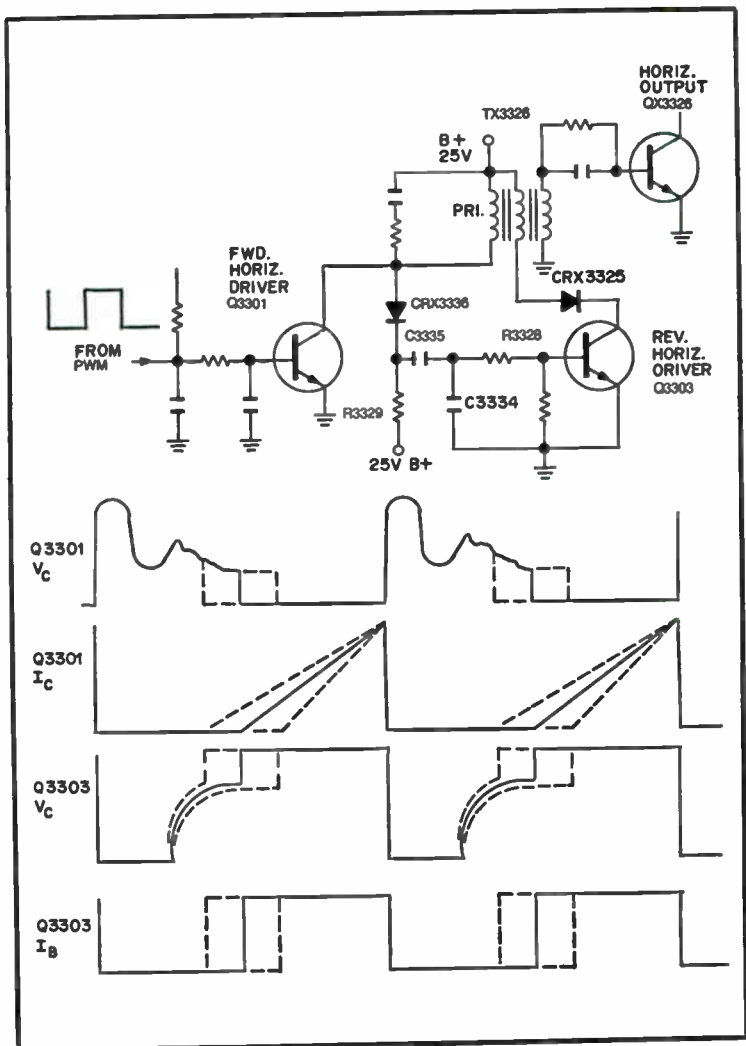 HORIZ.
OUTPUT
QX3326
TX3326
B+
25V
PRI.
FWD.
HORIZ.
DRIVER
Q3301
CRX3325
CRX3336
C3335
R3328
REV.
HORIZ.
ORIVER
Q3303
FROM
PWM
R3329
C3334
25V B+
Q3301
VC
Q3301
IC
Q3303
VC
Q3303
IB